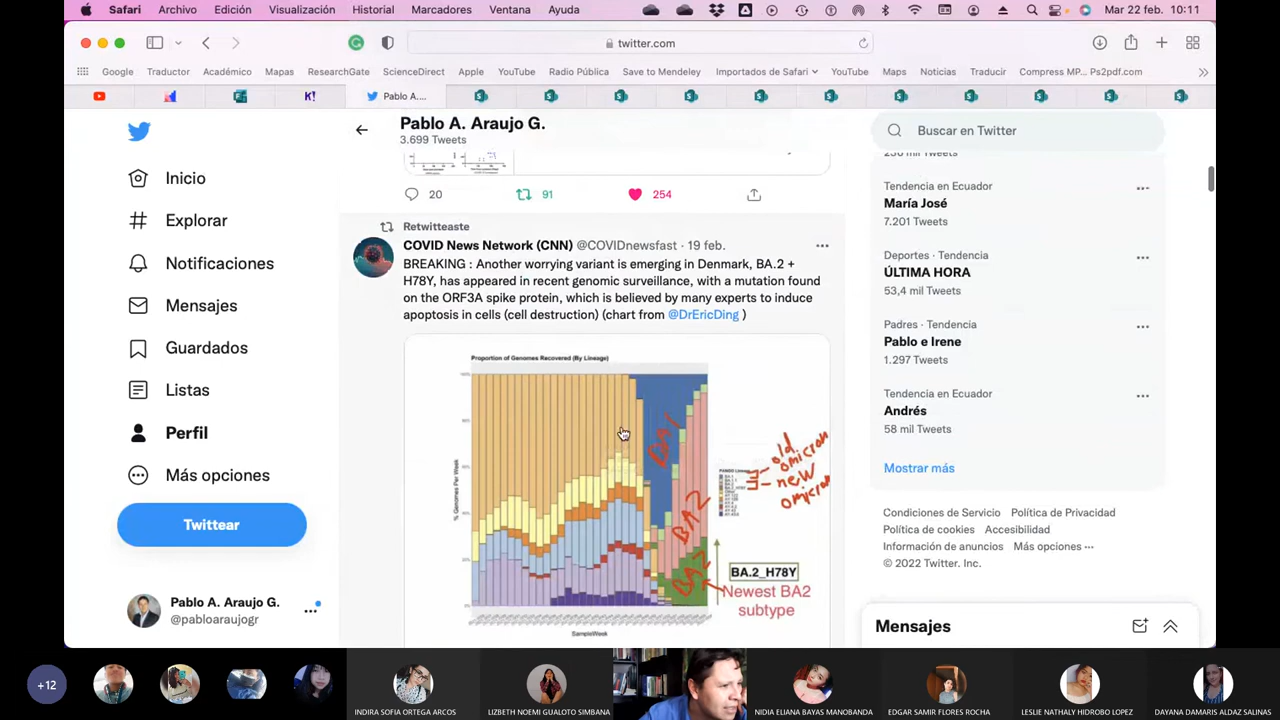 Safari Archivo Edición Visualización Historial Marcadores Ventana Ayuda Mar 22 feb. 10:11
twitter.com
Google Traductor Académico Mapas ResearchGate ScienceDirect Apple YouTube Radio Pública Save to Mendeley Importados de Safari YouTube Maps Noticias Traducir Compress MP... Ps2pdf.com
K! Pablo A....
Pablo A. Araujo G.
3.699 Tweets
Inicio
Explorar
Notificaciones
Mensajes
Guardados
Listas
Perfil
Más opciones
Twittear
Pablo A. Araujo G.
@pabloaraujogr
20 91 254
Retwitteaste
COVID News Network (CNN) @COVIDnewsfast · 19 feb.
BREAKING : Another worrying variant is emerging in Denmark, BA.2 +
H78Y, has appeared in recent genomic surveillance, with a mutation found
on the ORF3A spike protein, which is believed by many experts to induce
apoptosis in cells (cell destruction) (chart from @DrEricDing )
Proportion of Genomes Recovered (By Lineage)
% Genomes Per Week
SampleWeek
BA1
BA2
BA2
old
omicron
new
omicron
BA.2_H78Y
Newest BA2
subtype
Buscar en Twitter
Tendencia en Ecuador
María José
7.201 Tweets
Deportes · Tendencia
ÚLTIMA HORA
53,4 mil Tweets
Padres · Tendencia
Pablo e Irene
1.297 Tweets
Tendencia en Ecuador
Andrés
58 mil Tweets
Mostrar más
Condiciones de Servicio Política de Privacidad
Política de cookies Accesibilidad
Información de anuncios Más opciones ···
© 2022 Twitter. Inc.
Mensajes
+12
INDIRA SOFIA ORTEGA ARCOS LIZBETH NOEMI GUALOTO SIMBANA NIDIA ELIANA BAYAS MANOBANDA EDGAR SAMIR FLORES ROCHA LESLIE NATHALY HIDROBO LOPEZ DAYANA DAMARIS ALDAZ SALINAS